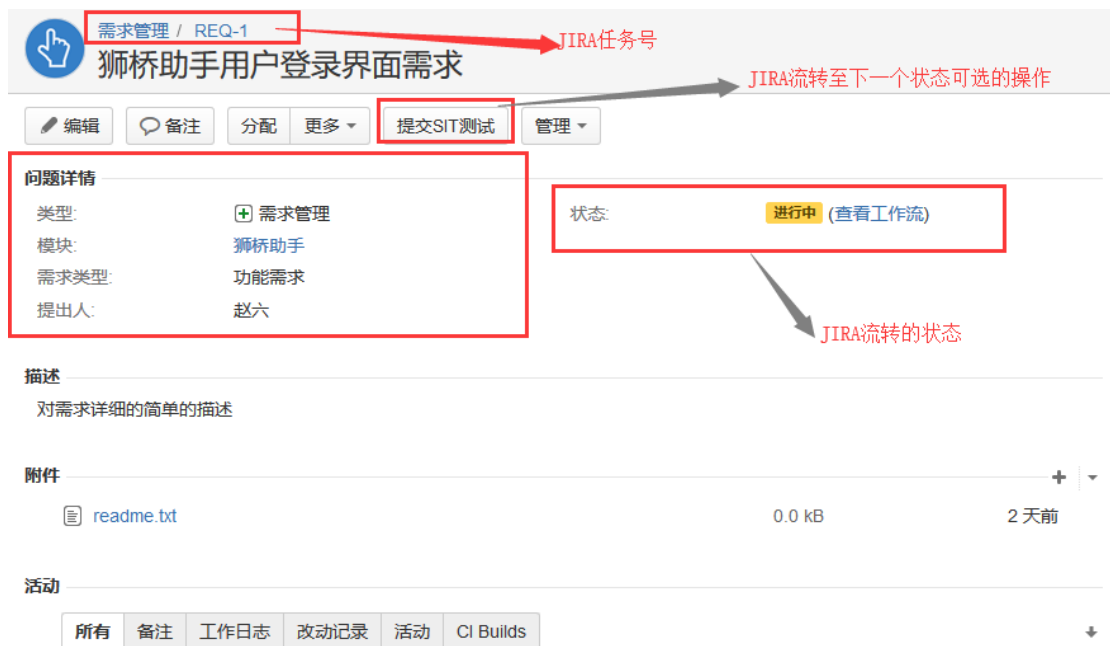 需求管理 / REQ-1
JIRA任务号
狮桥助手用户登录界面需求
JIRA流转至下一个状态可选的操作
编辑 备注 分配 更多 提交SIT测试 管理
问题详情
类型: 需求管理 状态: 进行中 (查看工作流)
模块: 狮桥助手
需求类型: 功能需求
提出人: 赵六
JIRA流转的状态
描述
对需求详细的简单的描述
附件
readme.txt 0.0 kB 2 天前
活动
所有 备注 工作日志 改动记录 活动 CI Builds